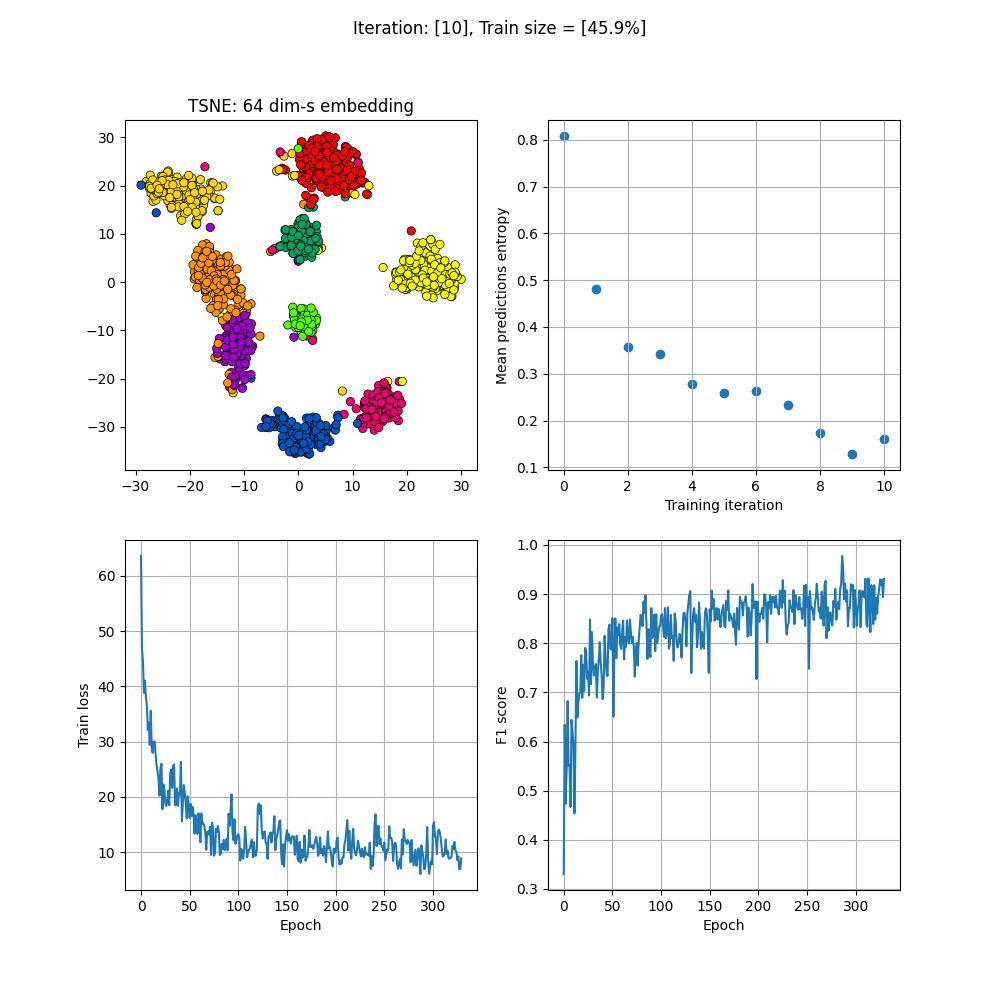 Iteration: [10], Train size = [45.9%]
TSNE: 64 dim-s embedding
30
20
10
0
−10
−20
−30
−30 −20 −10 0 10 20 30
Mean predictions entropy
0.8
0.7
0.6
0.5
0.4
0.3
0.2
0.1
0 2 4 6 8 10
Training iteration
Train loss
60
50
40
30
20
10
0 50 100 150 200 250 300
Epoch
F1 score
1.0
0.9
0.8
0.7
0.6
0.5
0.4
0.3
0 50 100 150 200 250 300
Epoch